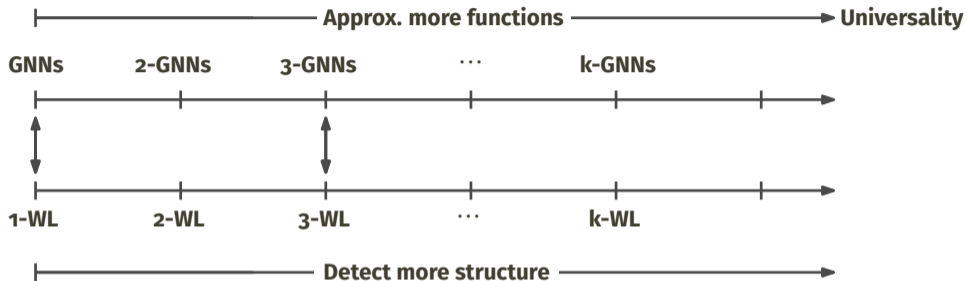 Approx. more functions Universality
GNNs 2-GNNs 3-GNNs ... k-GNNs
1-WL 2-WL 3-WL ... k-WL
Detect more structure